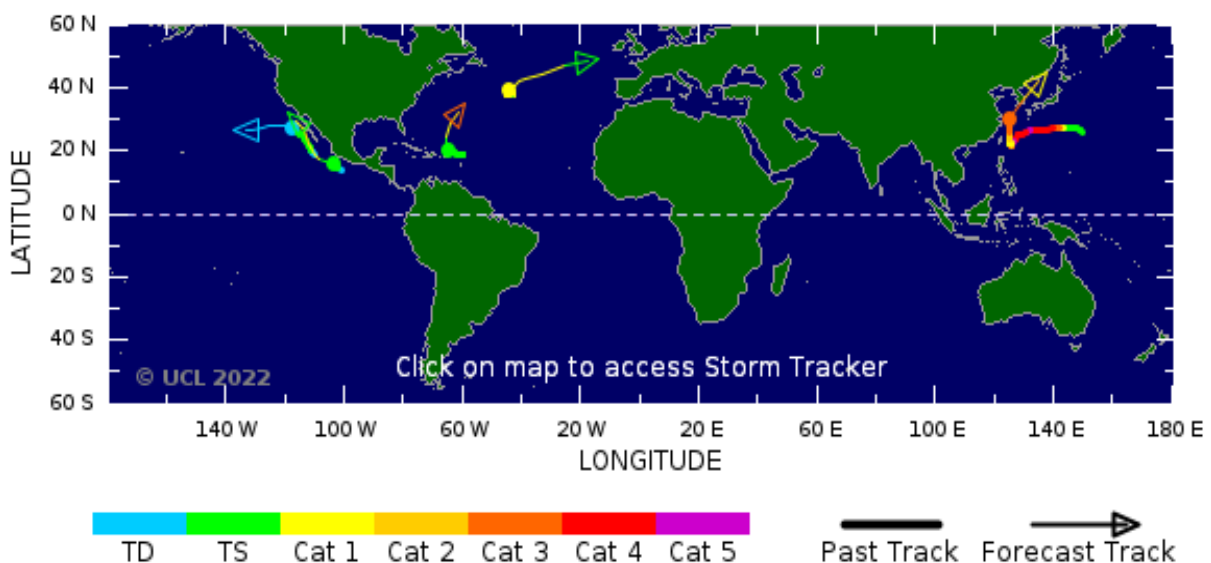 60 N
40 N
20 N
0 N
20 S
40 S
60 S
LATITUDE
Click on map to access Storm Tracker
© UCL 2022
140 W 100 W 60 W 20 W 20 E 60 E 100 E 140 E 180 E
LONGITUDE
TD TS Cat 1 Cat 2 Cat 3 Cat 4 Cat 5 Past Track Forecast Track